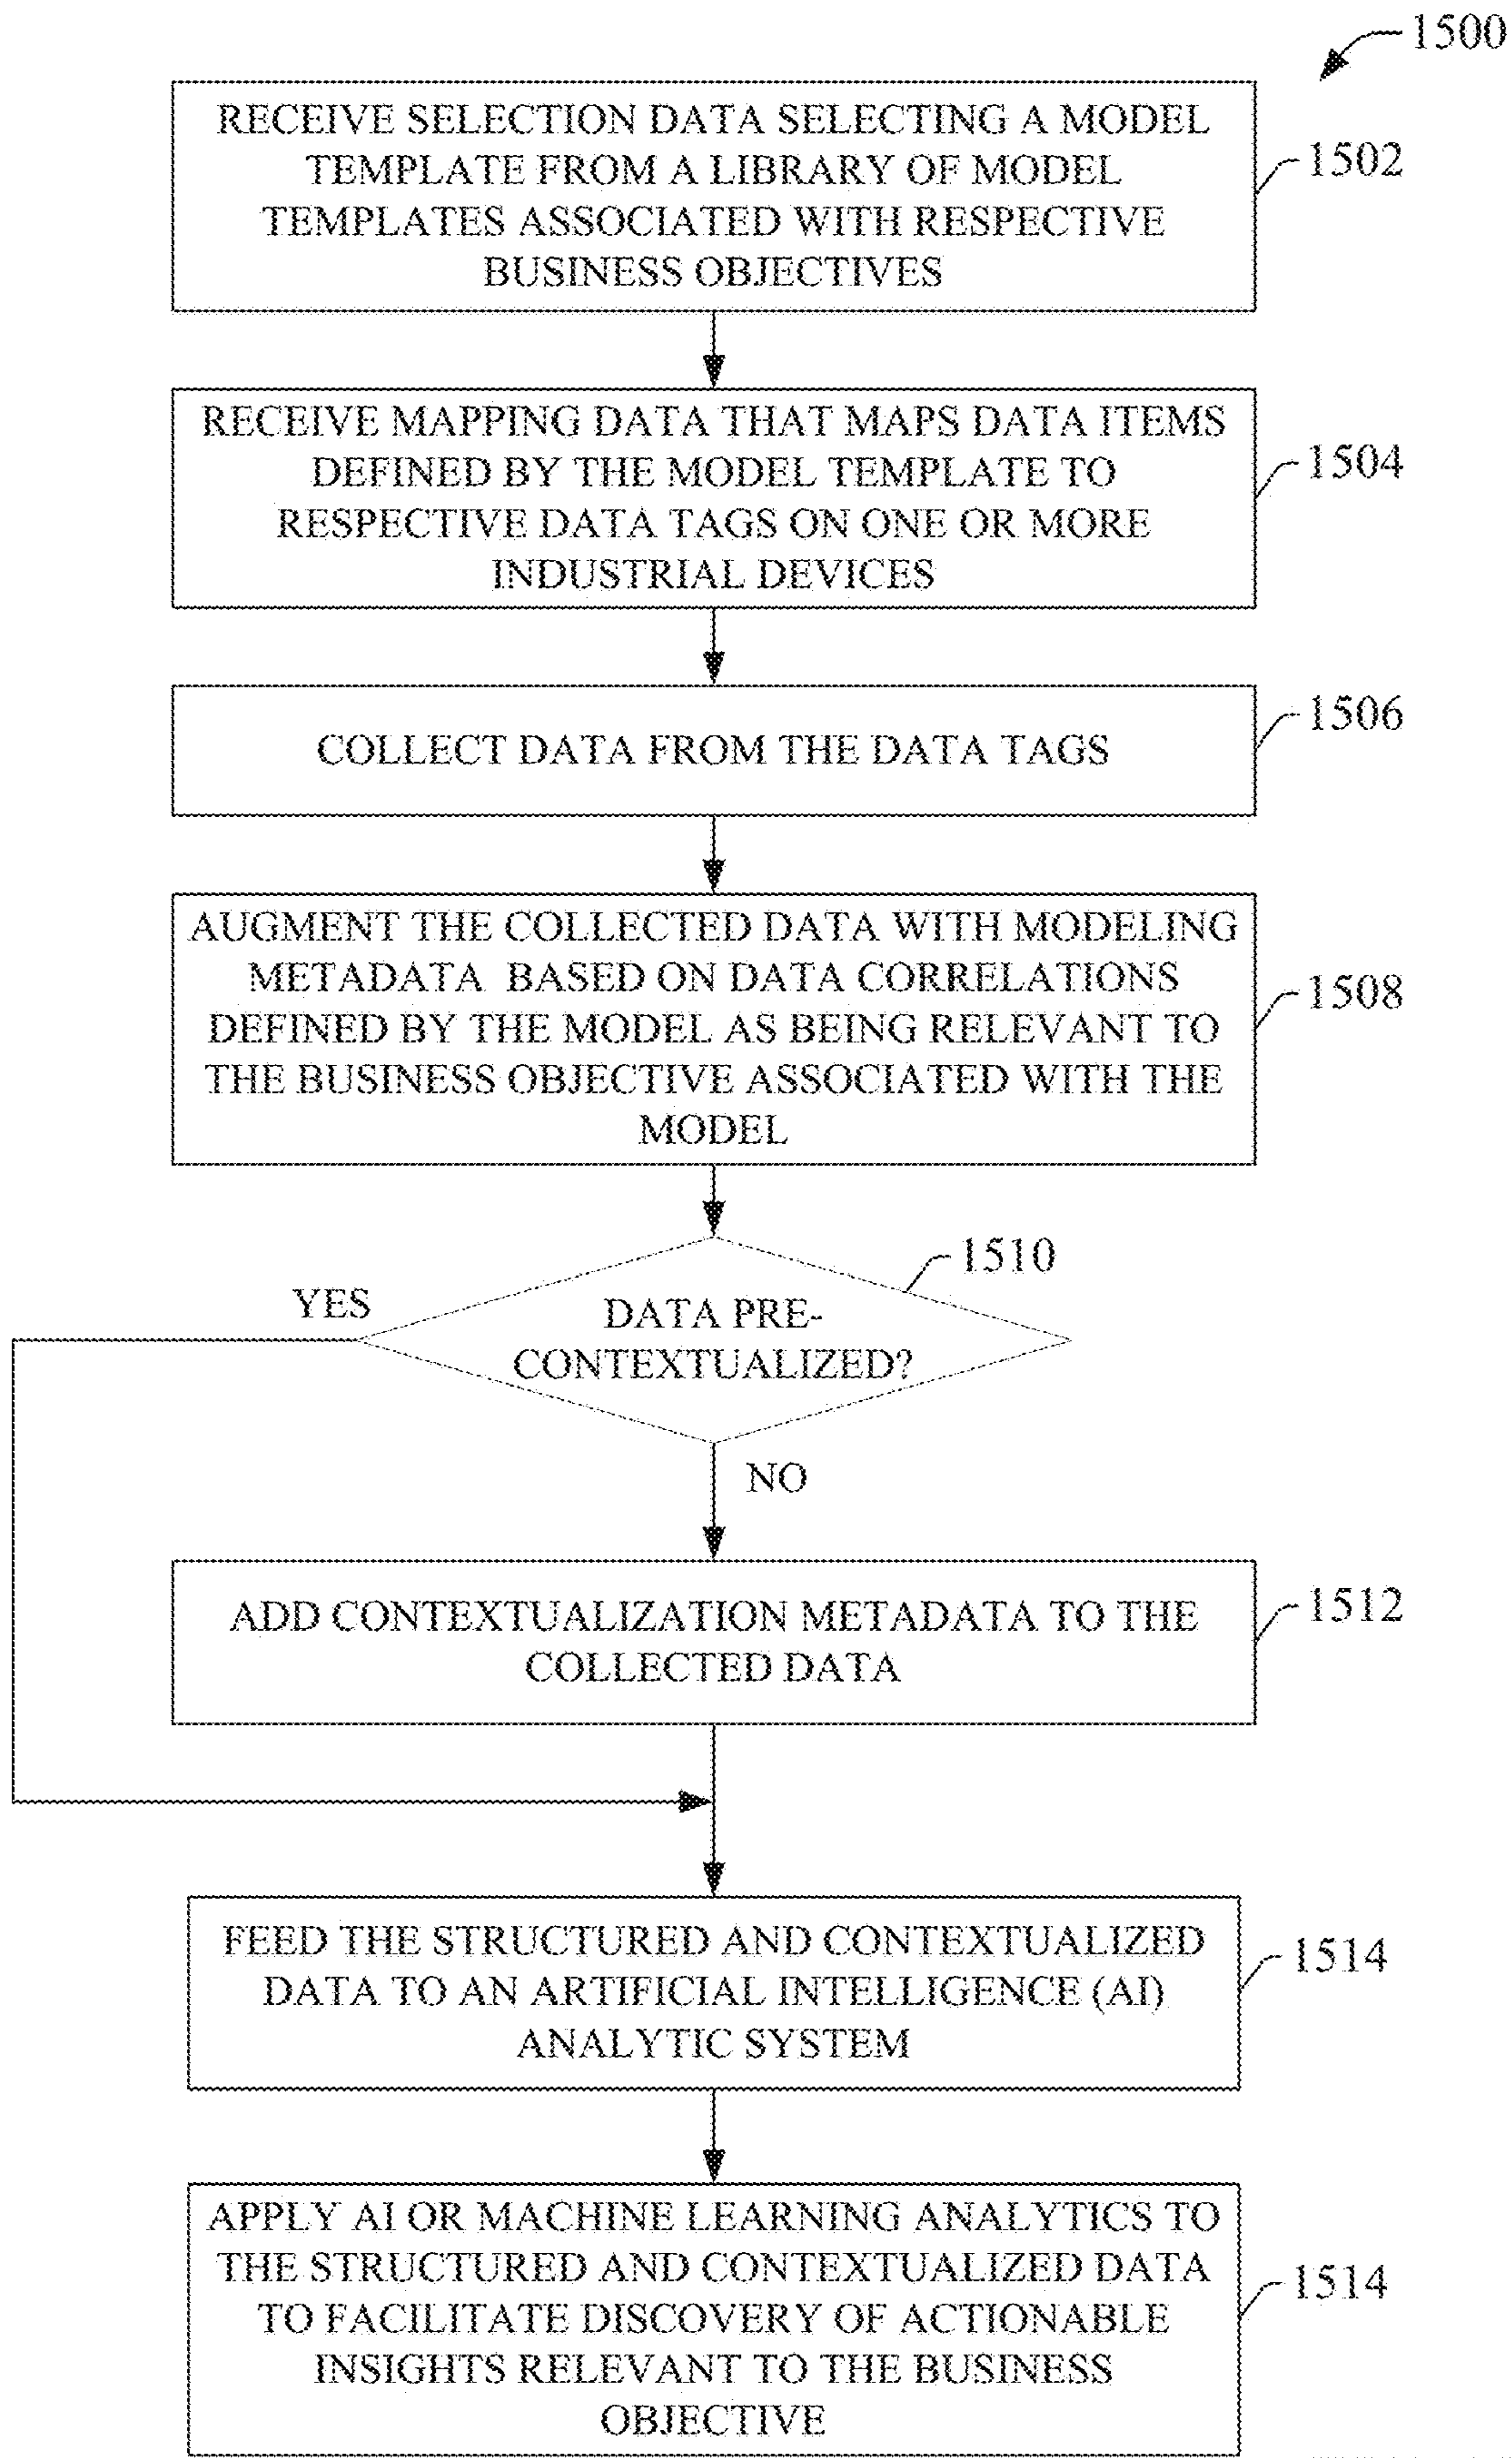 1500
RECEIVE SELECTION DATA SELECTING A MODEL
TEMPLATE FROM A LIBRARY OF MODEL
TEMPLATES ASSOCIATED WITH RESPECTIVE
BUSINESS OBJECTIVES
1502
RECEIVE MAPPING DATA THAT MAPS DATA ITEMS
DEFINED BY THE MODEL TEMPLATE TO
RESPECTIVE DATA TAGS ON ONE OR MORE
INDUSTRIAL DEVICES
1504
COLLECT DATA FROM THE DATA TAGS
1506
AUGMENT THE COLLECTED DATA WITH MODELING
METADATA BASED ON DATA CORRELATIONS
DEFINED BY THE MODEL AS BEING RELEVANT TO
THE BUSINESS OBJECTIVE ASSOCIATED WITH THE
MODEL
1508
1510
YES
DATA PRE-
CONTEXTUALIZED?
NO
ADD CONTEXTUALIZATION METADATA TO THE
COLLECTED DATA
1512
FEED THE STRUCTURED AND CONTEXTUALIZED
DATA TO AN ARTIFICIAL INTELLIGENCE (AI)
ANALYTIC SYSTEM
1514
APPLY AI OR MACHINE LEARNING ANALYTICS TO
THE STRUCTURED AND CONTEXTUALIZED DATA
TO FACILITATE DISCOVERY OF ACTIONABLE
INSIGHTS RELEVANT TO THE BUSINESS
OBJECTIVE
1514